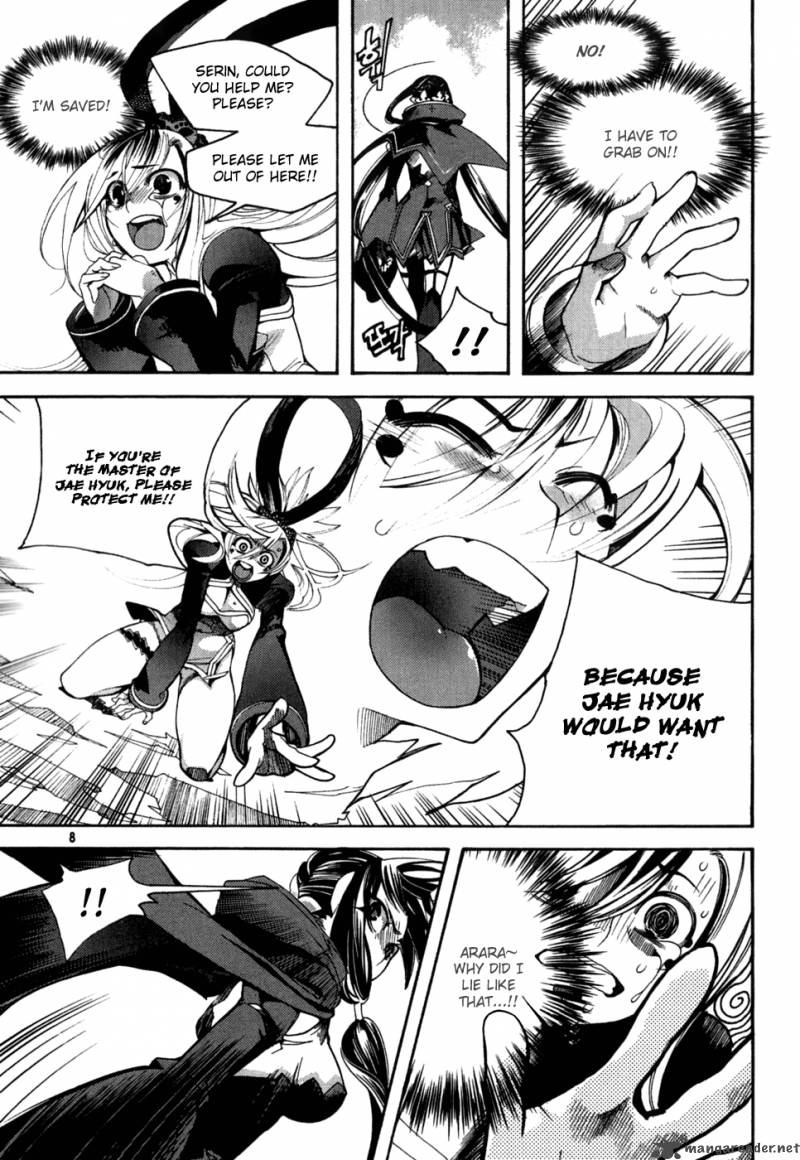 I'M SAVED!
SERIN, COULD
YOU HELP ME?
PLEASE?
PLEASE LET ME
OUT OF HERE!!
휙
!!
NO!
I HAVE TO
GRAB ON!!
IF YOU'RE
THE MASTER OF
JAE HYUK, PLEASE
PROTECT ME!!
BECAUSE
JAE HYUK
WOULD WANT
THAT!
8
!!
ARARA~
WHY DID I
LIE LIKE
THAT...!!
mangareader.net